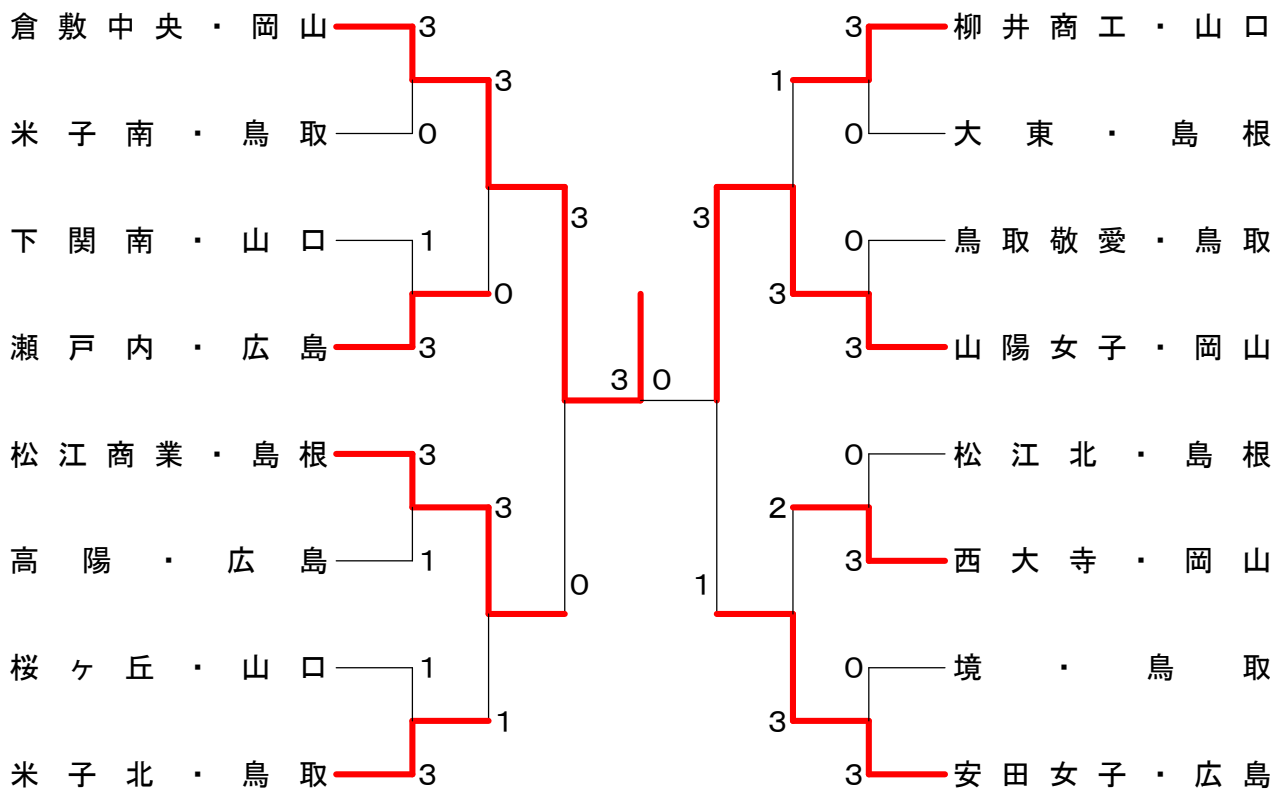 倉敷中央・岡山 3 3 柳井商工・山口
3 1
米子南・鳥取 0 0 大東・島根
3 3
下関南・山口 1 0 鳥取敬愛・鳥取
0 3
瀬戸内・広島 3 3 山陽女子・岡山
3 0
松江商業・島根 3 0 松江北・島根
3 2
高陽・広島 1 3 西大寺・岡山
0 1
桜ヶ丘・山口 1 0 境・鳥取
1 3
米子北・鳥取 3 3 安田女子・広島